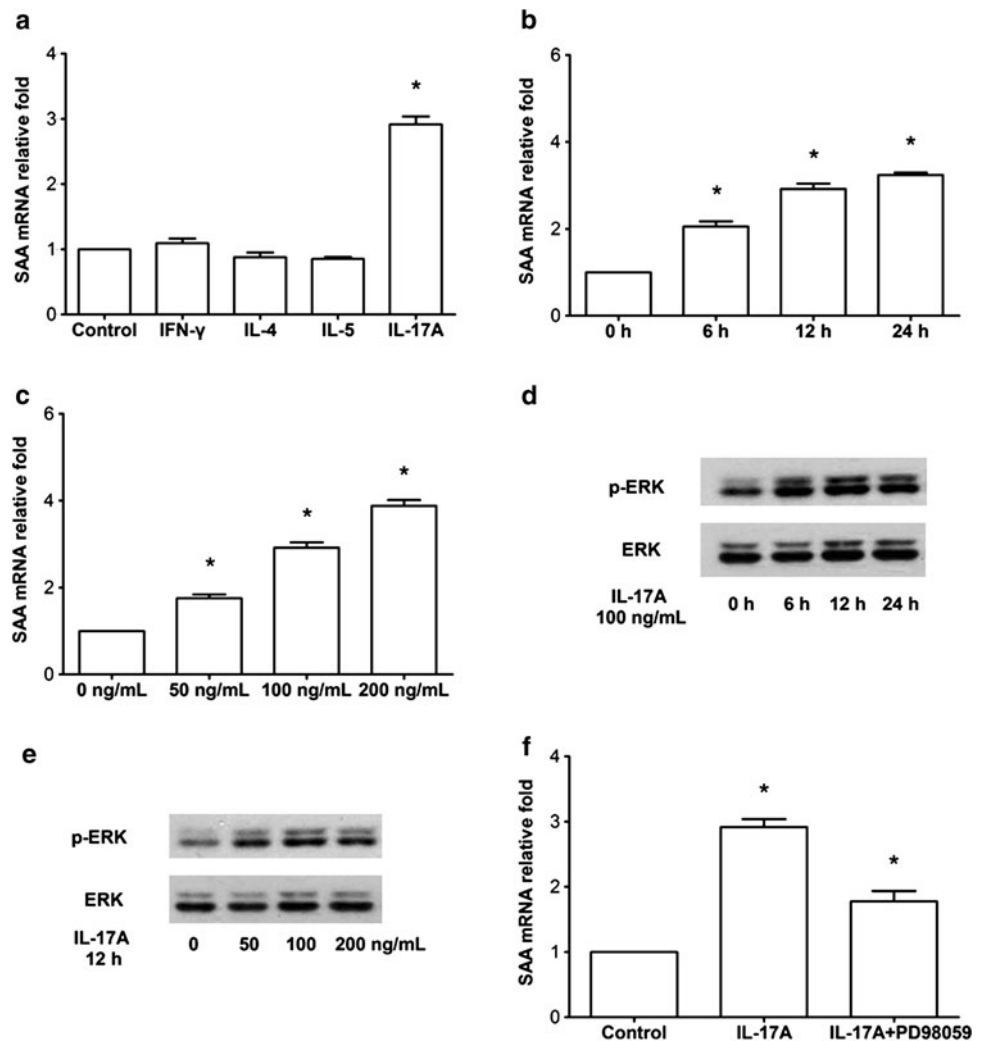 a
SAA mRNA relative fold
4
3
2
1
0
*
Control IFN-γ IL-4 IL-5 IL-17A
b
SAA mRNA relative fold
6
4
2
0
* * *
0 h 6 h 12 h 24 h
c
SAA mRNA relative fold
6
4
2
0
* * *
0 ng/mL 50 ng/mL 100 ng/mL 200 ng/mL
d
p-ERK
ERK
IL-17A
100 ng/mL
0 h 6 h 12 h 24 h
e
p-ERK
ERK
IL-17A
12 h
0 50 100 200 ng/mL
f
SAA mRNA relative fold
4
3
2
1
0
* *
Control IL-17A IL-17A+PD98059